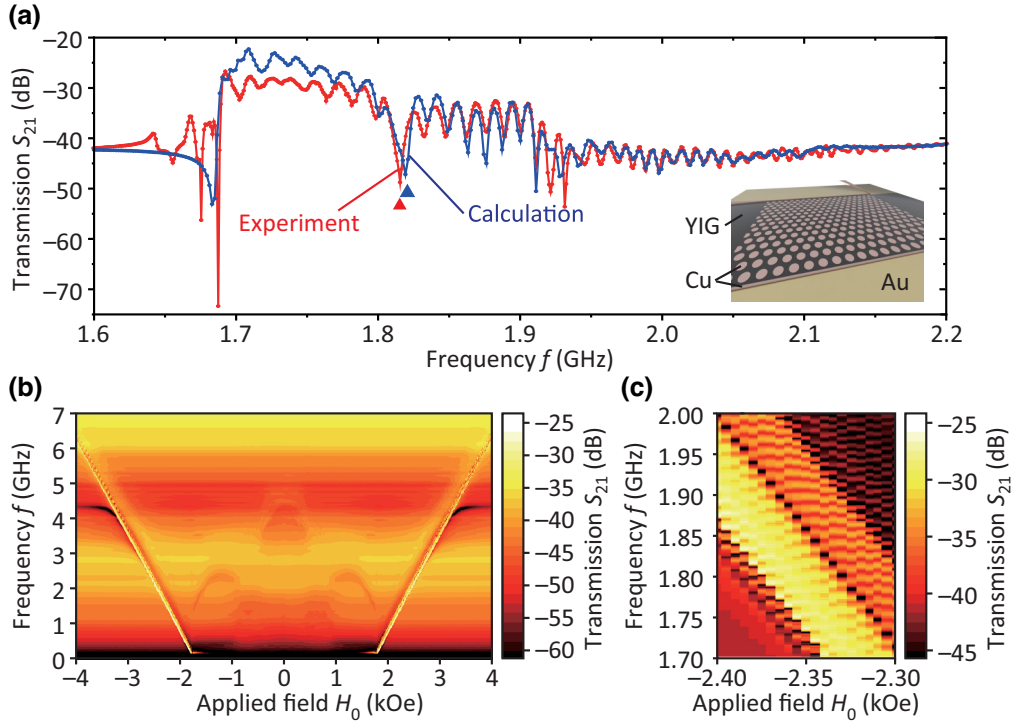 (a)
Transmission S21 (dB)
−20
−30
−40
−50
−60
−70
Experiment
Calculation
YIG
Cu
Au
1.6 1.7 1.8 1.9 2.0 2.1 2.2
Frequency f (GHz)
(b)
Frequency f (GHz)
7
6
5
4
3
2
1
0
−4 −3 −2 −1 0 1 2 3 4
Applied field H0 (kOe)
−25
−30
−35
−40
−45
−50
−55
−60
Transmission S21 (dB)
(c)
Frequency f (GHz)
2.00
1.95
1.90
1.85
1.80
1.75
1.70
−2.40 −2.35 −2.30
Applied field H0 (kOe)
−25
−30
−35
−40
−45
Transmission S21 (dB)